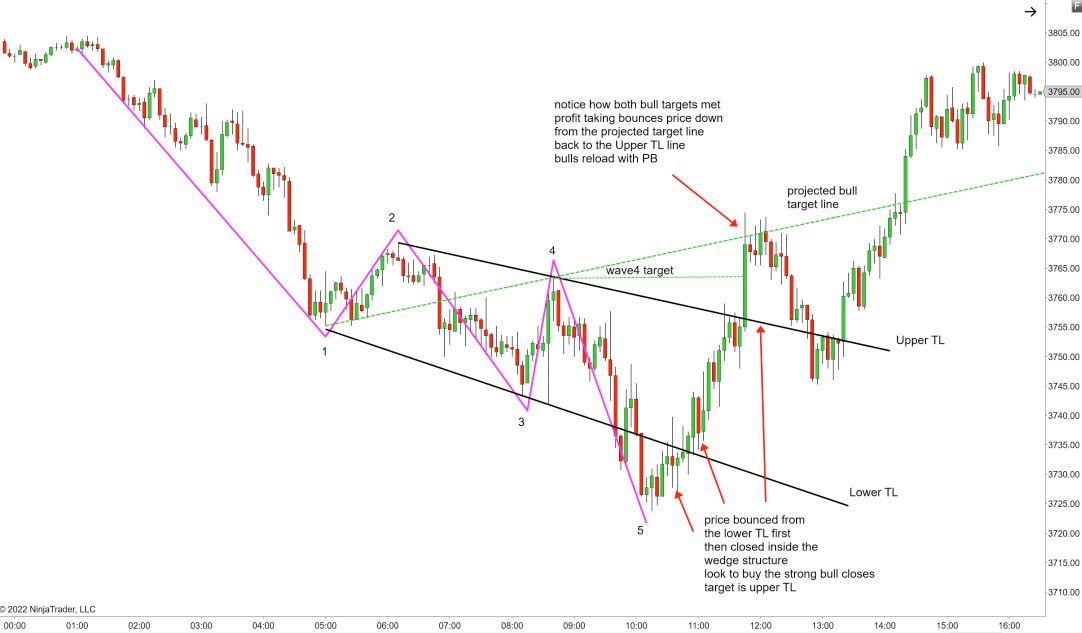 F
3805.00
3800.00
3795.00
3790.00
3785.00
3780.00
3775.00
3770.00
3765.00
3760.00
3755.00
3750.00
3745.00
3740.00
3735.00
3730.00
3725.00
3720.00
3715.00
3710.00
notice how both bull targets met
profit taking bounces price down
from the projected target line
back to the Upper TL line
bulls reload with PB
projected bull
target line
2
4
wave4 target
1
Upper TL
3
Lower TL
5
price bounced from
the lower TL first
then closed inside the
wedge structure
look to buy the strong bull closes
target is upper TL
© 2022 NinjaTrader, LLC
00:00 01:00 02:00 03:00 04:00 05:00 06:00 07:00 08:00 09:00 10:00 11:00 12:00 13:00 14:00 15:00 16:00